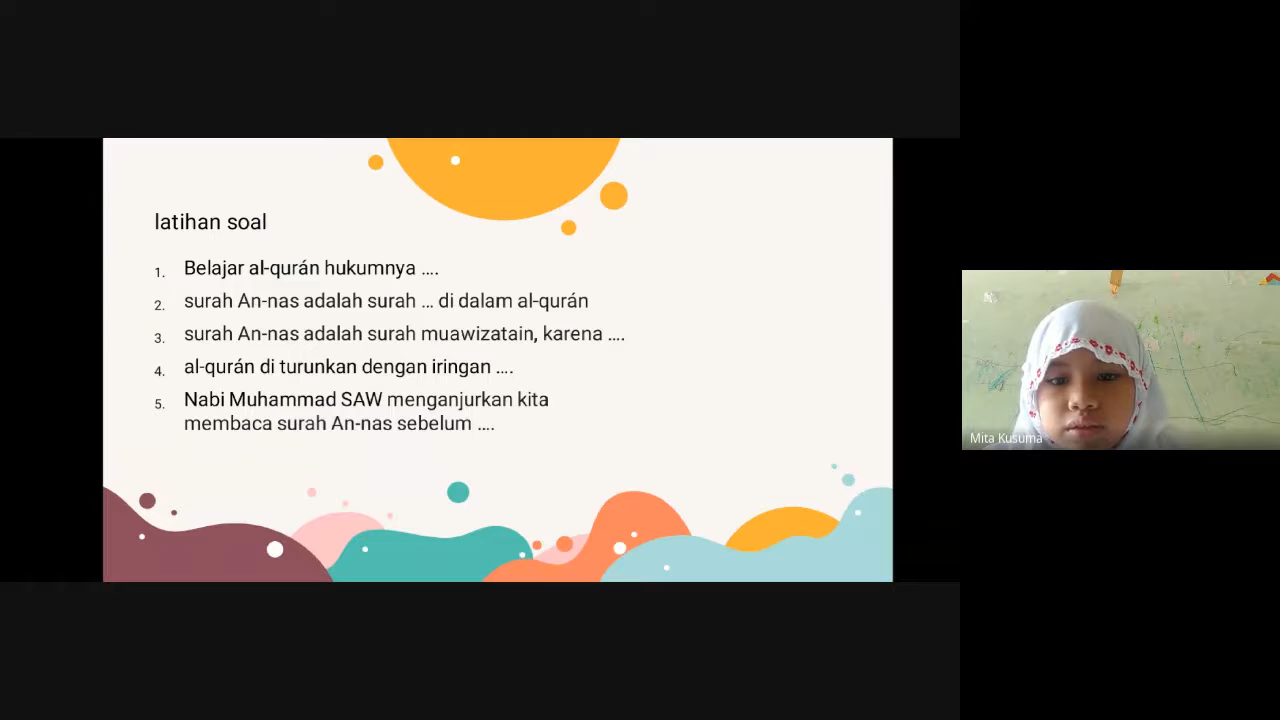 latihan soal
1. Belajar al-qurán hukumnya ....
2. surah An-nas adalah surah ... di dalam al-qurán
3. surah An-nas adalah surah muawizatain, karena ....
4. al-qurán di turunkan dengan iringan ....
5. Nabi Muhammad SAW menganjurkan kita
membaca surah An-nas sebelum ....
Mita Kusuma